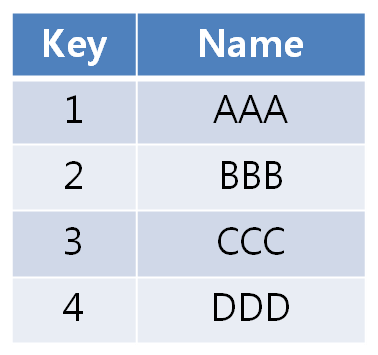 Key Name
1 AAA
2 BBB
3 CCC
4 DDD